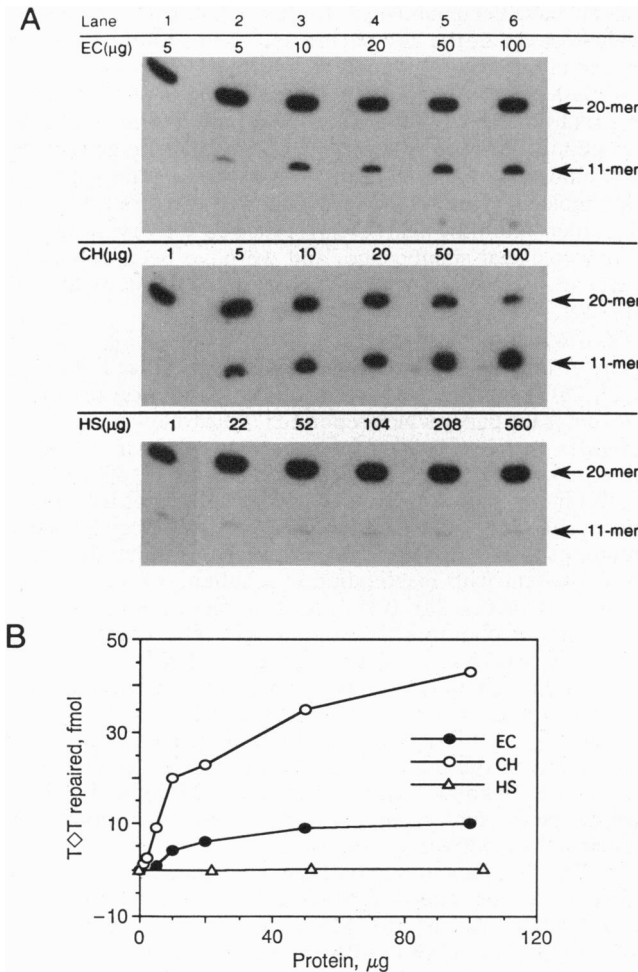 A
Lane 1 2 3 4 5 6
EC(μg) 5 5 10 20 50 100
20-mer
11-mer
CH(μg) 1 5 10 20 50 100
20-mer
11-mer
HS(μg) 1 22 52 104 208 560
20-mer
11-mer
B
50
30
10
−10
T◇T repaired, fmol
EC
CH
HS
0 40 80 120
Protein, μg